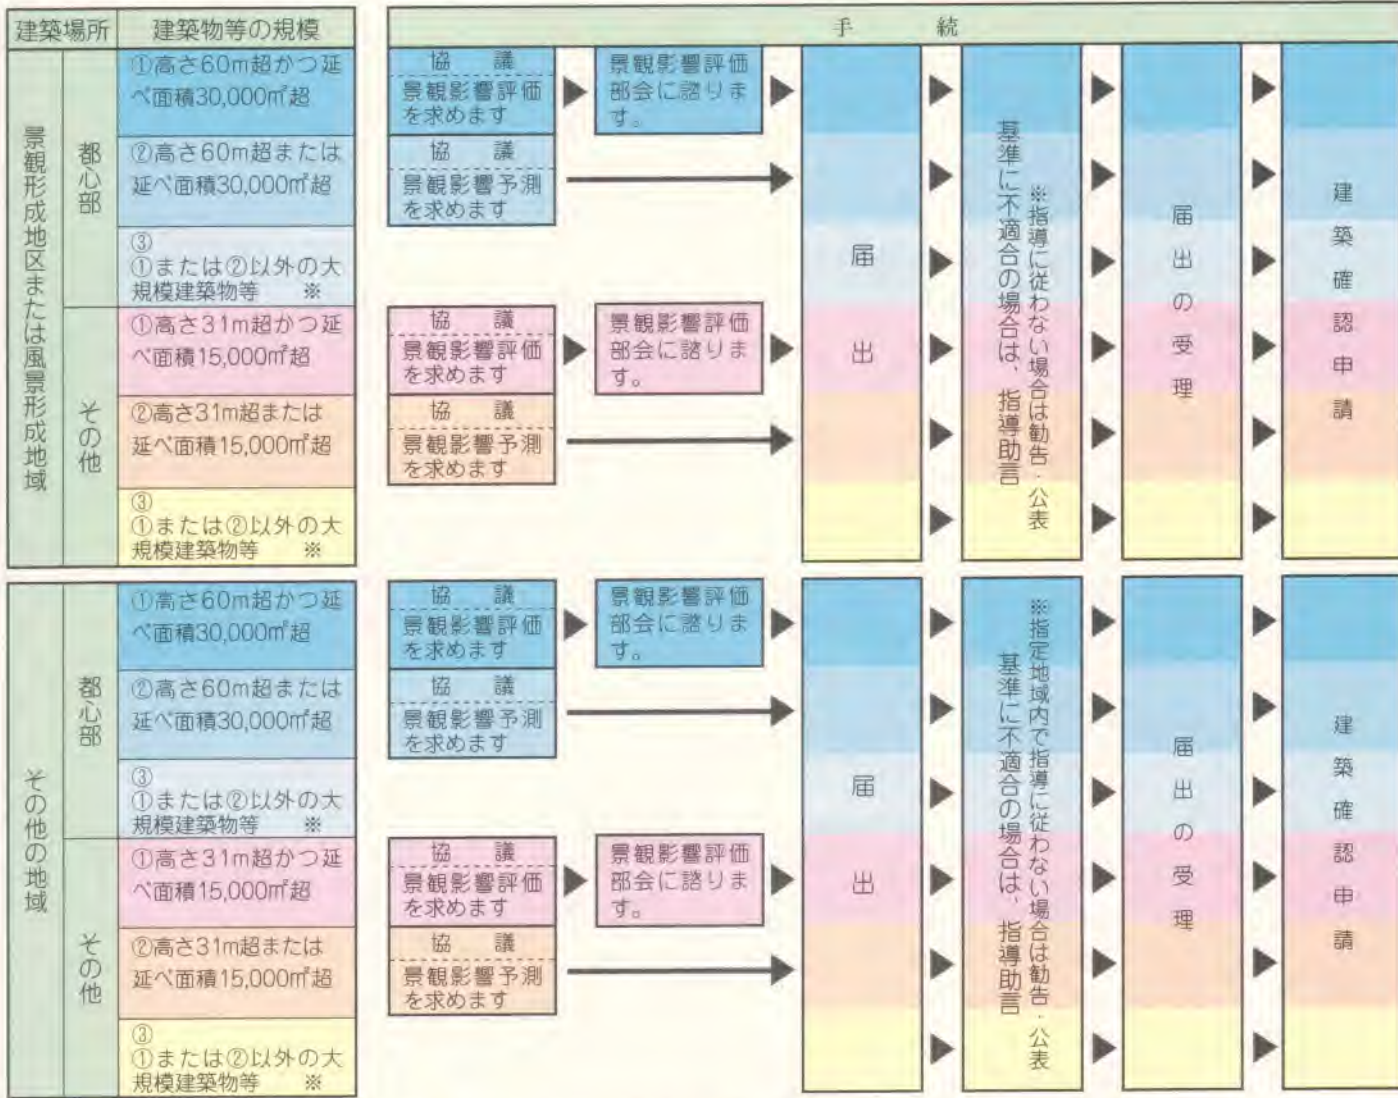 建築場所
建築物等の規模
手続
景観形成地区または風景形成地域
都心部
①高さ60m超かつ延
べ面積30,000㎡超
②高さ60m超または
延べ面積30,000㎡超
③
①または②以外の大
規模建築物等 ※
その他
①高さ31m超かつ延
べ面積15,000㎡超
②高さ31m超または
延べ面積15,000㎡超
③
①または②以外の大
規模建築物等 ※
協議
景観影響評価
を求めます
景観影響評価
部会に諮りま
す。
協議
景観影響予測
を求めます
協議
景観影響評価
を求めます
景観影響評価
部会に諮りま
す。
協議
景観影響予測
を求めます
届出
※指導に従わない場合は勧告・公表
基準に不適合の場合は、指導助言
届出の受理
建築確認申請
その他の地域
都心部
①高さ60m超かつ延
べ面積30,000㎡超
②高さ60m超または
延べ面積30,000㎡超
③
①または②以外の大
規模建築物等 ※
その他
①高さ31m超かつ延
べ面積15,000㎡超
②高さ31m超または
延べ面積15,000㎡超
③
①または②以外の大
規模建築物等 ※
協議
景観影響評価
を求めます
景観影響評価
部会に諮りま
す。
協議
景観影響予測
を求めます
協議
景観影響評価
を求めます
景観影響評価
部会に諮りま
す。
協議
景観影響予測
を求めます
届出
※指定地域内で指導に従わない場合は勧告・公表
基準に不適合の場合は、指導助言
届出の受理
建築確認申請